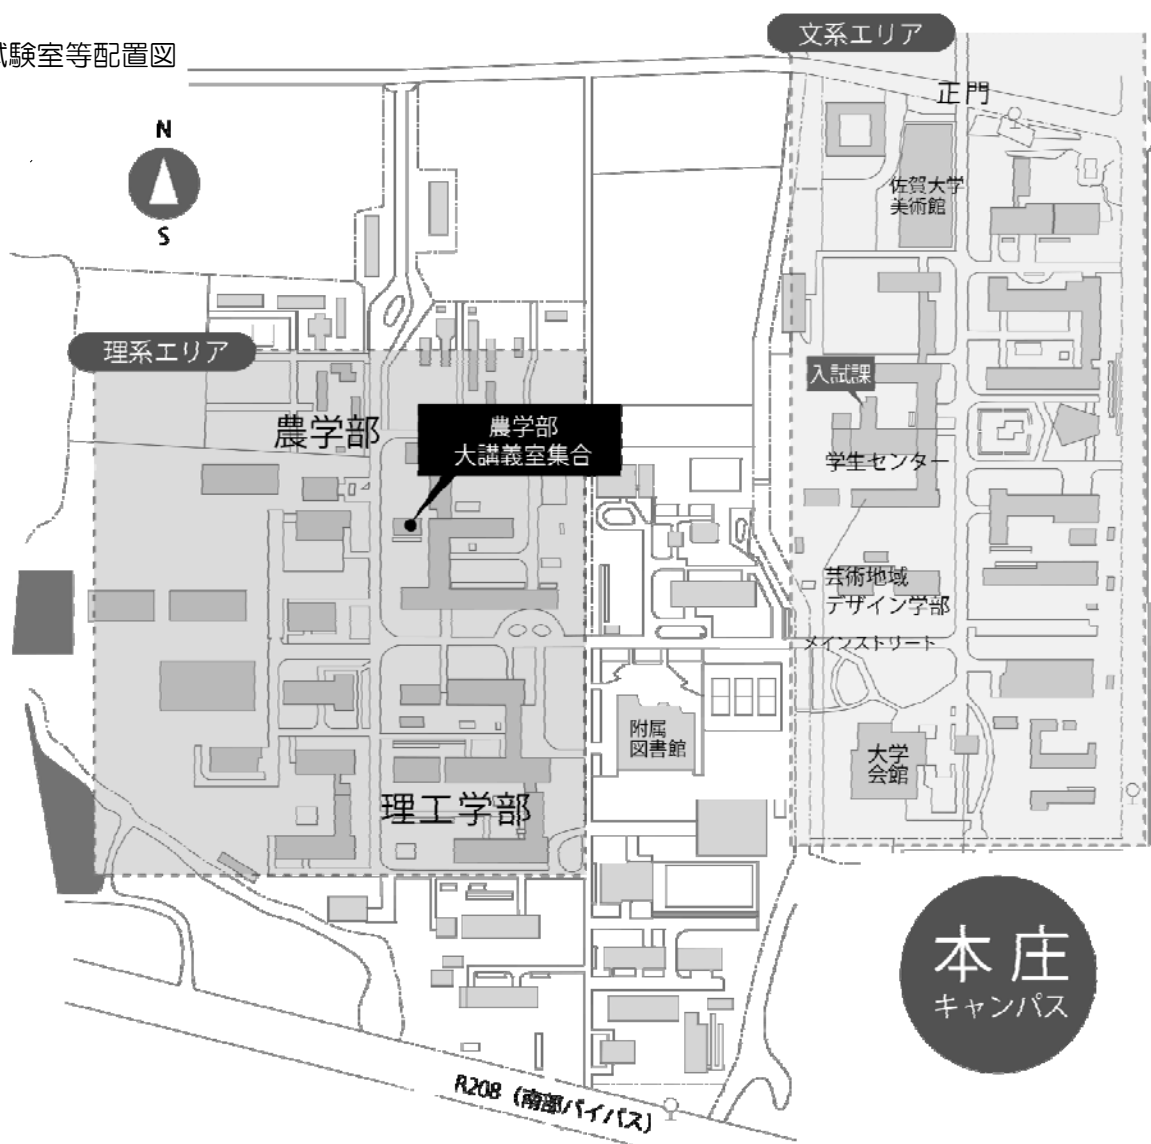 試験室等配置図
文系エリア
正門
N
S
佐賀大学
美術館
理系エリア
入試課
農学部
農学部
大講義室集合
学生センター
芸術地域
デザイン学部
メインストリート
附属
図書館
大学
会館
理工学部
本庄
キャンパス
R208（南部バイパス）